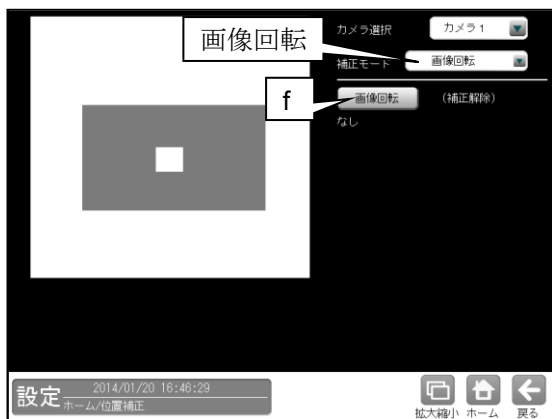 カメラ選択 カメラ1
画像回転
補正モード 画像回転
f
画像回転 (補正解除)
なし
設定 2014/01/20 16:46:29
ホーム/位置補正
拡大縮小 ホーム 戻る